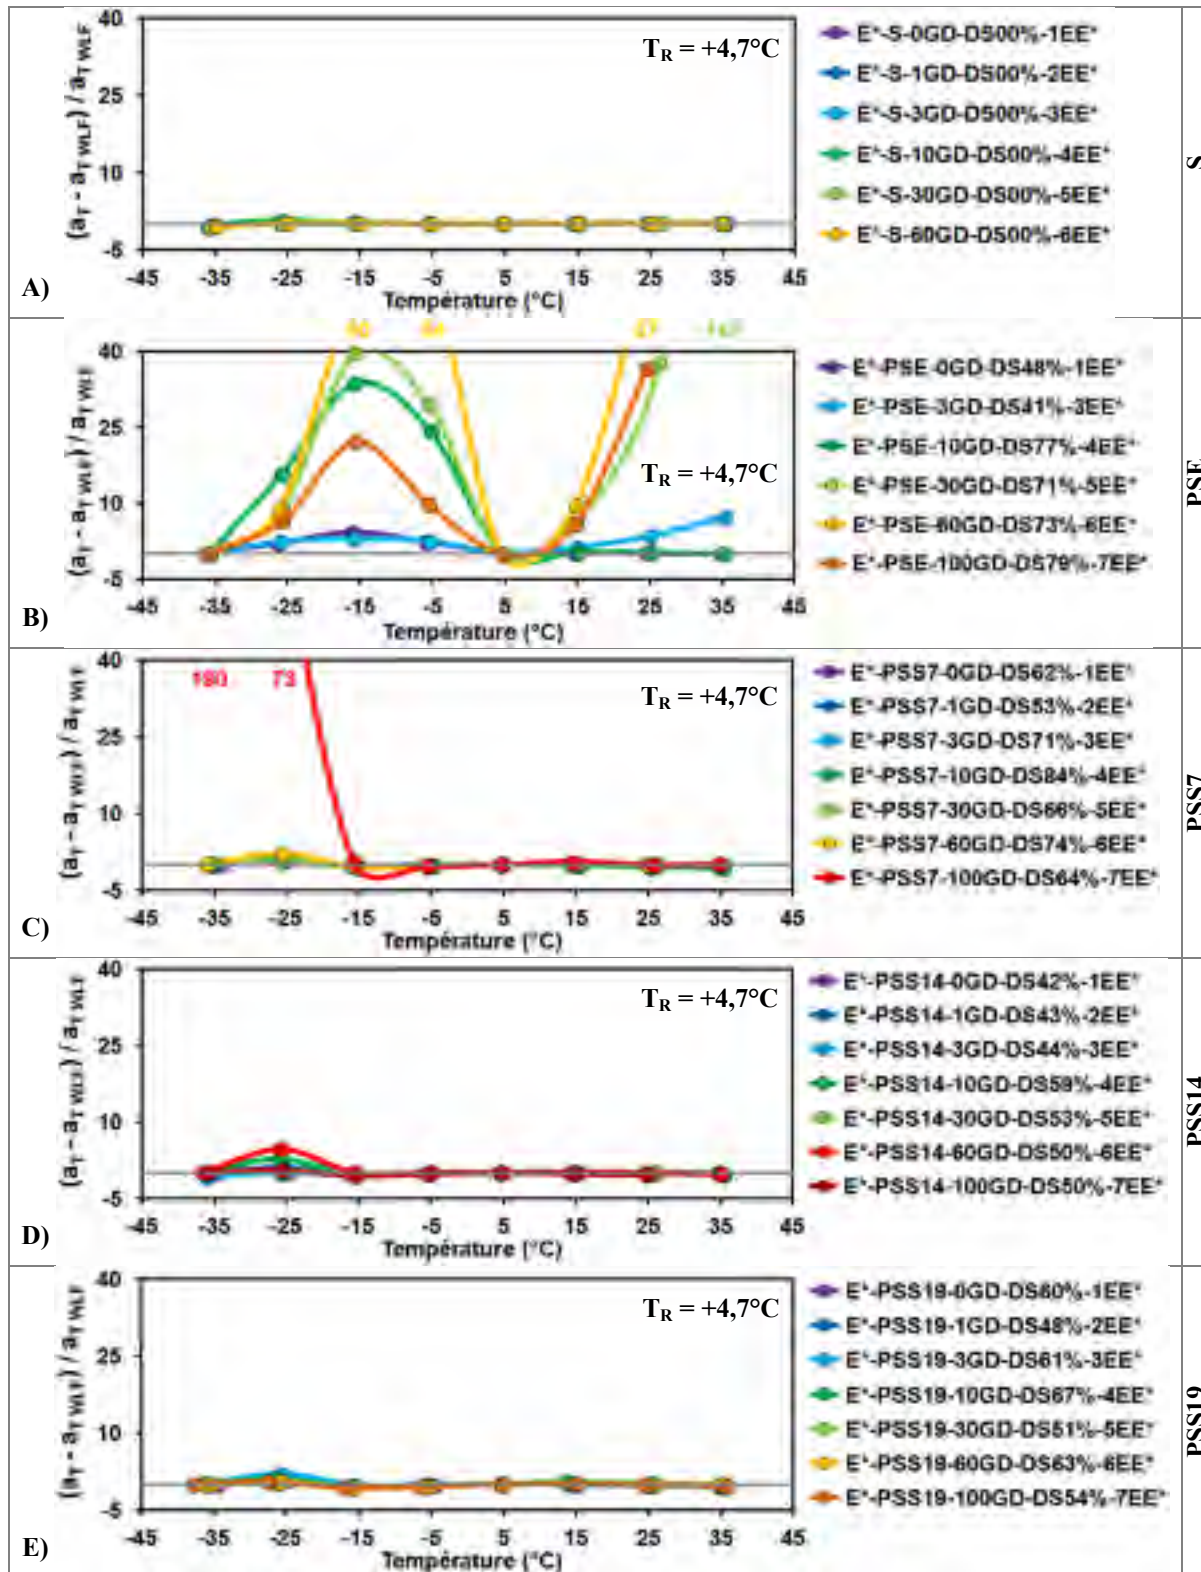 (a_T - a_T WLF) / a_T WLF
40
25
10
-5
-45 -35 -25 -15 -5 5 15 25 35 45
Température (°C)
T_R = +4,7°C
E*-S-0GD-DS00%-1EE*
E*-S-1GD-DS00%-2EE*
E*-S-3GD-DS00%-3EE*
E*-S-10GD-DS00%-4EE*
E*-S-30GD-DS00%-5EE*
E*-S-60GD-DS00%-6EE*
A)
S
(a_T - a_T WLF) / a_T WLF
40
25
10
-5
-45 -35 -25 -15 -5 5 15 25 35 45
Température (°C)
T_R = +4,7°C
E*-PSE-0GD-DS48%-1EE*
E*-PSE-3GD-DS41%-3EE*
E*-PSE-10GD-DS77%-4EE*
E*-PSE-30GD-DS71%-5EE*
E*-PSE-60GD-DS73%-6EE*
E*-PSE-100GD-DS79%-7EE*
B)
PSE
(a_T - a_T WLF) / a_T WLF
40
25
10
-5
180 73
-45 -35 -25 -15 -5 5 15 25 35 45
Température (°C)
T_R = +4,7°C
E*-PSS7-0GD-DS62%-1EE*
E*-PSS7-1GD-DS53%-2EE*
E*-PSS7-3GD-DS71%-3EE*
E*-PSS7-10GD-DS84%-4EE*
E*-PSS7-30GD-DS66%-5EE*
E*-PSS7-60GD-DS74%-6EE*
E*-PSS7-100GD-DS64%-7EE*
C)
PSS7
(a_T - a_T WLF) / a_T WLF
40
25
10
-5
-45 -35 -25 -15 -5 5 15 25 35 45
Température (°C)
T_R = +4,7°C
E*-PSS14-0GD-DS42%-1EE*
E*-PSS14-1GD-DS43%-2EE*
E*-PSS14-3GD-DS44%-3EE*
E*-PSS14-10GD-DS59%-4EE*
E*-PSS14-30GD-DS53%-5EE*
E*-PSS14-60GD-DS50%-6EE*
E*-PSS14-100GD-DS50%-7EE*
D)
PSS14
(a_T - a_T WLF) / a_T WLF
40
25
10
-5
-45 -35 -25 -15 -5 5 15 25 35 45
Température (°C)
T_R = +4,7°C
E*-PSS19-0GD-DS60%-1EE*
E*-PSS19-1GD-DS48%-2EE*
E*-PSS19-3GD-DS61%-3EE*
E*-PSS19-10GD-DS67%-4EE*
E*-PSS19-30GD-DS51%-5EE*
E*-PSS19-60GD-DS63%-6EE*
E*-PSS19-100GD-DS54%-7EE*
E)
PSS19